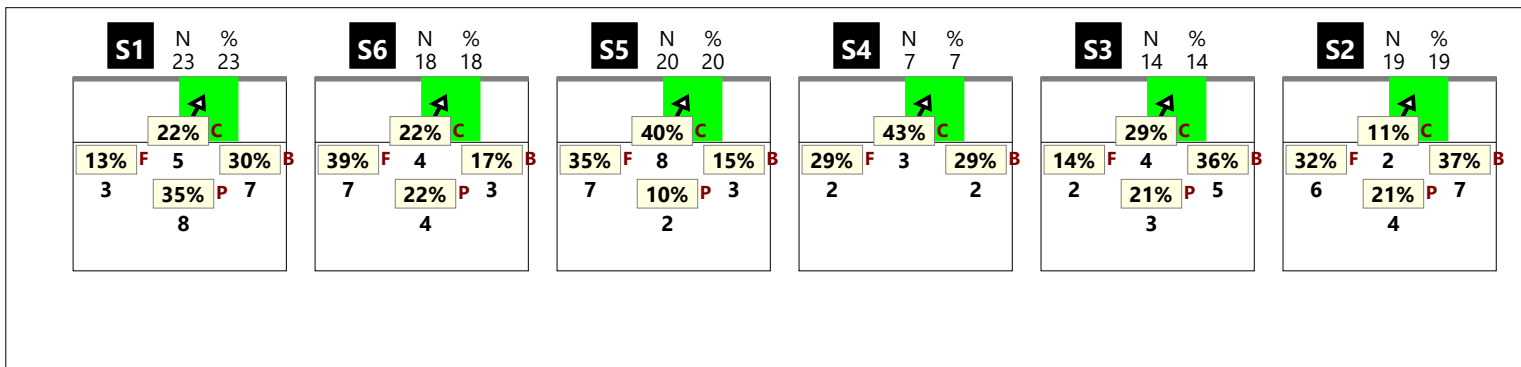 S1 N % S6 N % S5 N % S4 N % S3 N % S2 N %
23 23 18 18 20 20 7 7 14 14 19 19
22% C 22% C 40% C 43% C 29% C 11% C
13% F 5 30% B 39% F 4 17% B 35% F 8 15% B 29% F 3 29% B 14% F 4 36% B 32% F 2 37% B
3 35% P 7 7 22% P 3 7 10% P 3 2 2 2 21% P 5 6 21% P 7
8 4 2 3 4